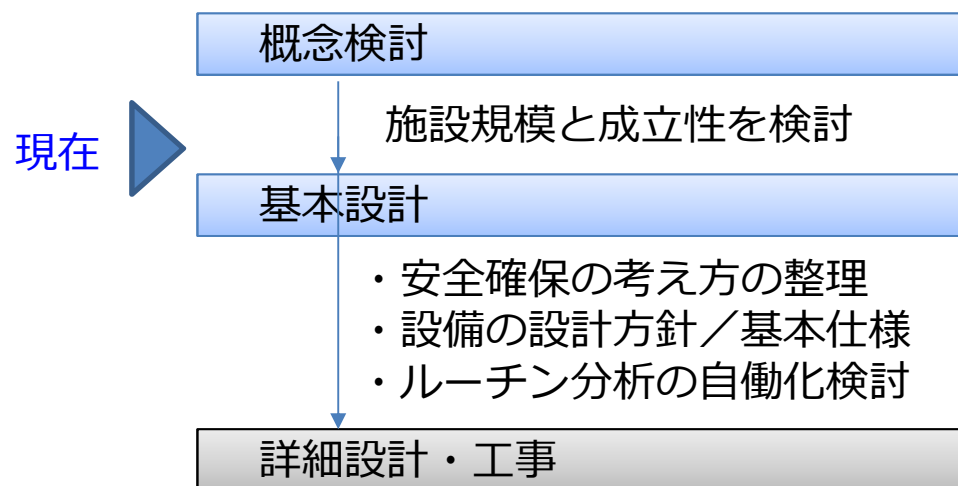 概念検討
施設規模と成立性を検討
現在
基本設計
・安全確保の考え方の整理
・設備の設計方針／基本仕様
・ルーチン分析の自働化検討
詳細設計・工事